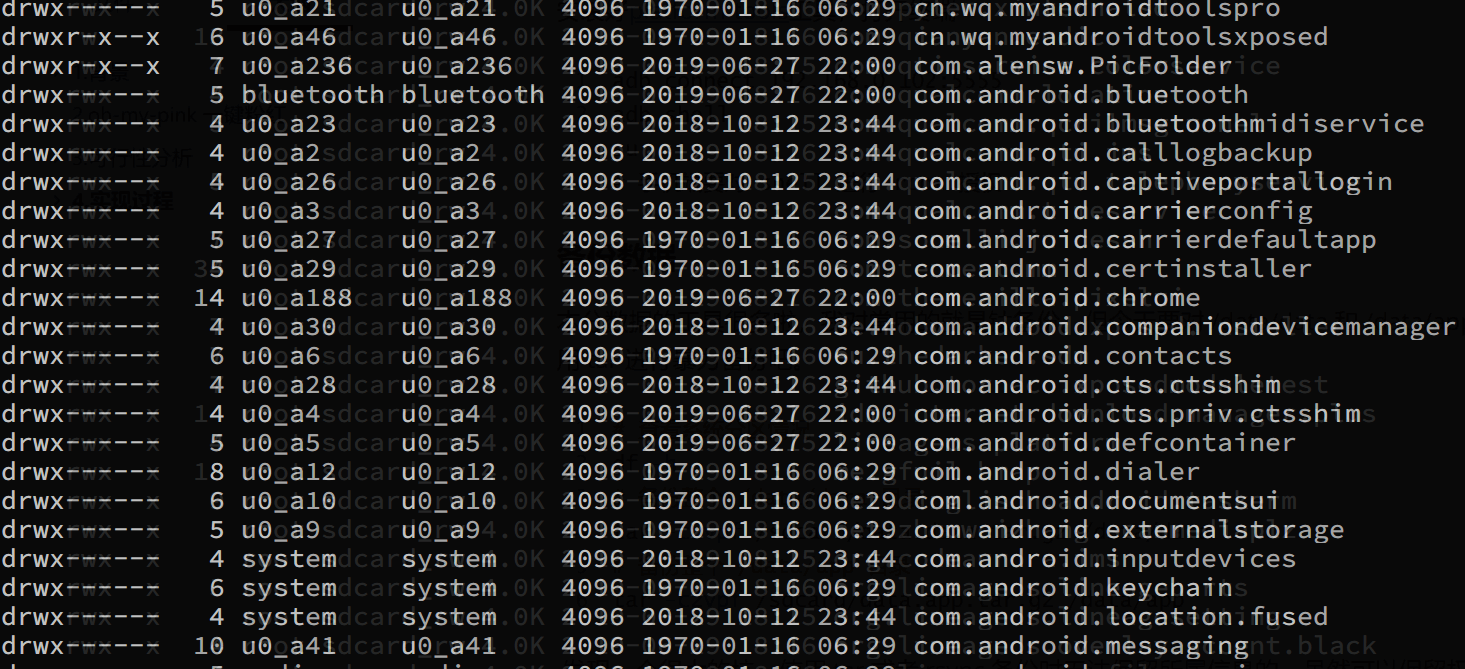 drwx------ 5 u0_a21 u0_a21 4096 1970-01-16 06:29 cn.wq.myandroidtoolspro
drwxr-x--x 6 u0_a46 u0_a46 4096 1970-01-16 06:29 cn.wq.myandroidtoolsxposed
drwxr-x--x 7 u0_a236 u0_a236 4096 2019-06-27 22:00 com.alensw.PicFolder
drwx------ 5 bluetooth bluetooth 4096 2019-06-27 22:00 com.android.bluetooth
drwx------ 4 u0_a23 u0_a23 4096 2018-10-12 23:44 com.android.bluetoothmidiservice
drwx------ 4 u0_a2 u0_a2 4096 2018-10-12 23:44 com.android.calllogbackup
drwx------ 4 u0_a26 u0_a26 4096 2018-10-12 23:44 com.android.captiveportallogin
drwx------ 4 u0_a3 u0_a3 4096 2018-10-12 23:44 com.android.carrierconfig
drwx------ 5 u0_a27 u0_a27 4096 1970-01-16 06:29 com.android.carrierdefaultapp
drwx------ 5 u0_a29 u0_a29 4096 1970-01-16 06:29 com.android.certinstaller
drwx------ 14 u0_a188 u0_a188 4096 2019-06-27 22:00 com.android.chrome
drwx------ 4 u0_a30 u0_a30 4096 2018-10-12 23:44 com.android.companiondevicemanager
drwx------ 6 u0_a6 u0_a6 4096 1970-01-16 06:29 com.android.contacts
drwx------ 4 u0_a28 u0_a28 4096 2018-10-12 23:44 com.android.cts.ctsshim
drwx------ 4 u0_a4 u0_a4 4096 2019-06-27 22:00 com.android.cts.priv.ctsshim
drwx------ 5 u0_a5 u0_a5 4096 2019-06-27 22:00 com.android.defcontainer
drwx------ 8 u0_a12 u0_a12 4096 1970-01-16 06:29 com.android.dialer
drwx------ 6 u0_a10 u0_a10 4096 1970-01-16 06:29 com.android.documentsui
drwx------ 5 u0_a9 u0_a9 4096 1970-01-16 06:29 com.android.externalstorage
drwx------ 4 system system 4096 2018-10-12 23:44 com.android.inputdevices
drwx------ 6 system system 4096 1970-01-16 06:29 com.android.keychain
drwx------ 4 system system 4096 2018-10-12 23:44 com.android.location.fused
drwx------ 10 u0_a41 u0_a41 4096 1970-01-16 06:29 com.android.messaging